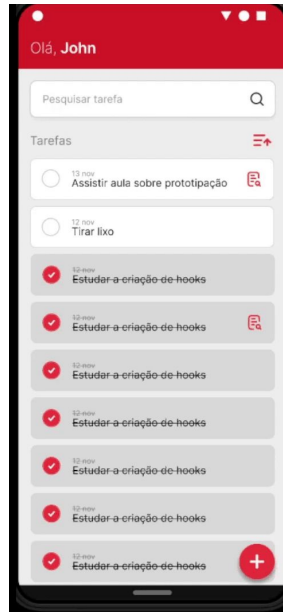 Olá, John
Pesquisar tarefa
Tarefas
13 nov
Assistir aula sobre prototipação
12 nov
Tirar lixo
12 nov
Estudar a criação de hooks
12 nov
Estudar a criação de hooks
12 nov
Estudar a criação de hooks
12 nov
Estudar a criação de hooks
12 nov
Estudar a criação de hooks
12 nov
Estudar a criação de hooks
12 nov
Estudar a criação de hooks